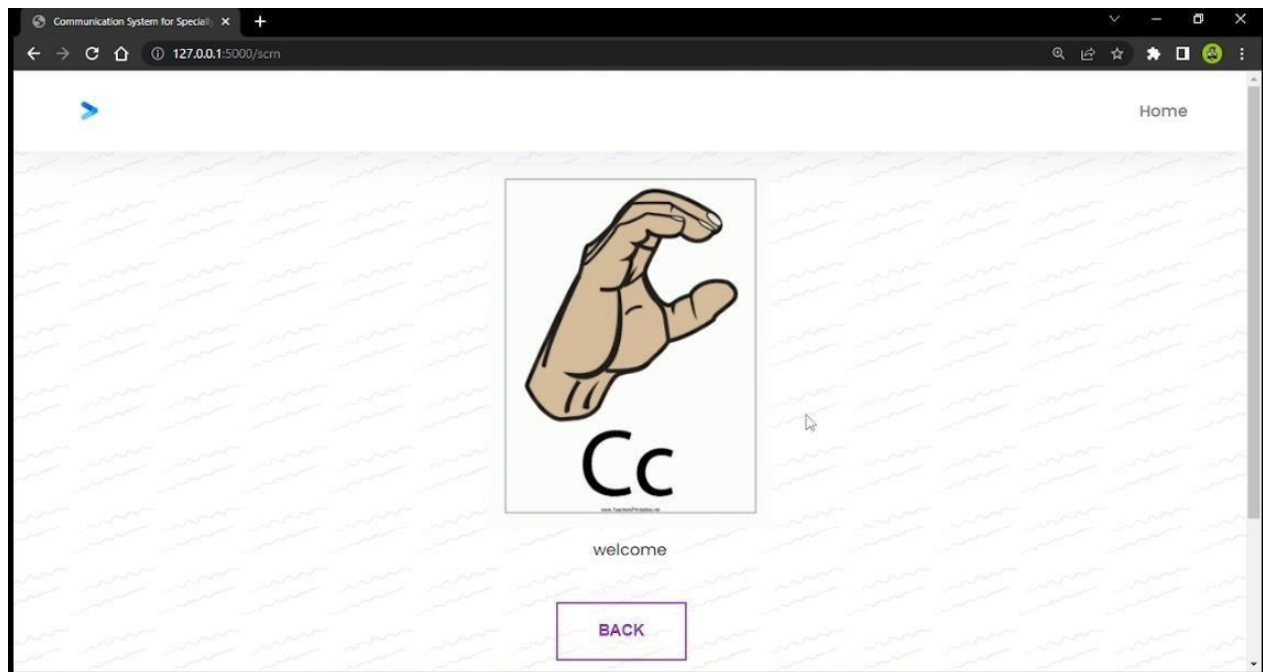 Communication System for Speciall
127.0.0.1:5000/scrn
Home
Cc
welcome
BACK